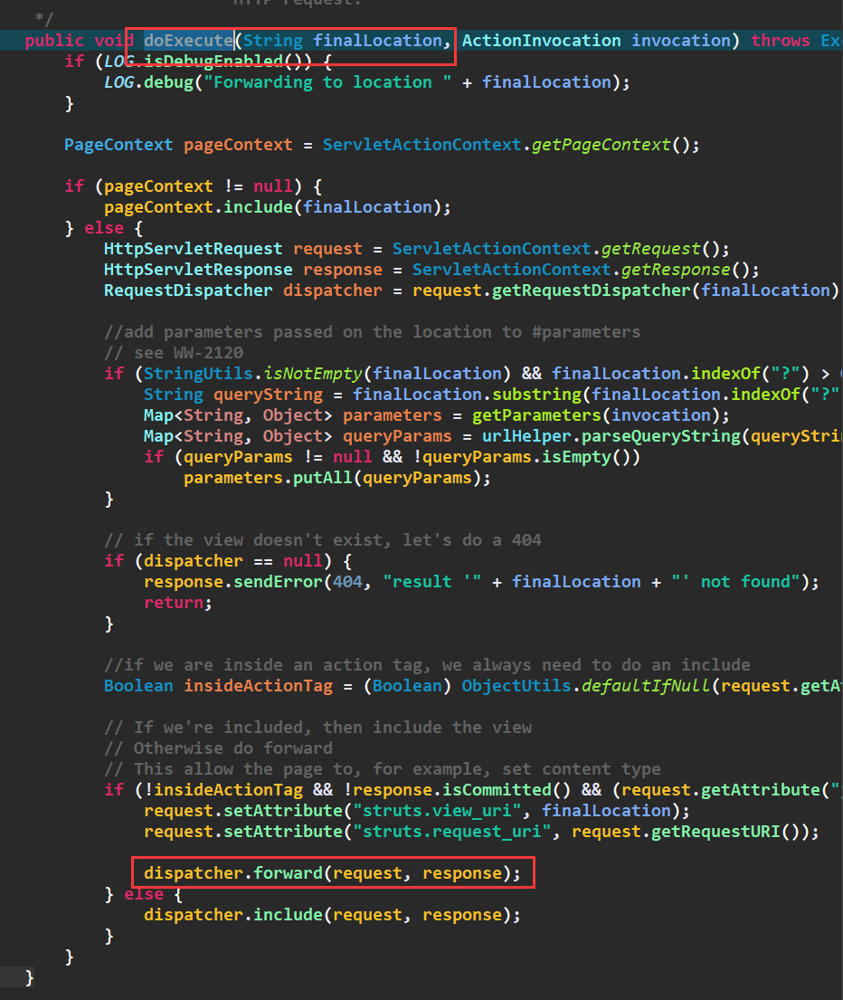 HTTP request.
*/
public void doExecute(String finalLocation, ActionInvocation invocation) throws
if (LOG.isDebugEnabled()) {
LOG.debug("Forwarding to location " + finalLocation);
}
PageContext pageContext = ServletActionContext.getPageContext();
if (pageContext != null) {
pageContext.include(finalLocation);
} else {
HttpServletRequest request = ServletActionContext.getRequest();
HttpServletResponse response = ServletActionContext.getResponse();
RequestDispatcher dispatcher = request.getRequestDispatcher(finalLocation)
//add parameters passed on the location to #parameters
// see WW-2120
if (StringUtils.isNotEmpty(finalLocation) && finalLocation.indexOf("?") >
String queryString = finalLocation.substring(finalLocation.indexOf("?"
Map<String, Object> parameters = getParameters(invocation);
Map<String, Object> queryParams = urlHelper.parseQueryString(queryStrin
if (queryParams != null && !queryParams.isEmpty())
parameters.putAll(queryParams);
}
// if the view doesn't exist, let's do a 404
if (dispatcher == null) {
response.sendError(404, "result '" + finalLocation + "' not found");
return;
}
//if we are inside an action tag, we always need to do an include
Boolean insideActionTag = (Boolean) ObjectUtils.defaultIfNull(request.getA
// If we're included, then include the view
// Otherwise do forward
// This allow the page to, for example, set content type
if (!insideActionTag && !response.isCommitted() && (request.getAttribute("
request.setAttribute("struts.view_uri", finalLocation);
request.setAttribute("struts.request_uri", request.getRequestURI());
dispatcher.forward(request, response);
} else {
dispatcher.include(request, response);
}
}
}